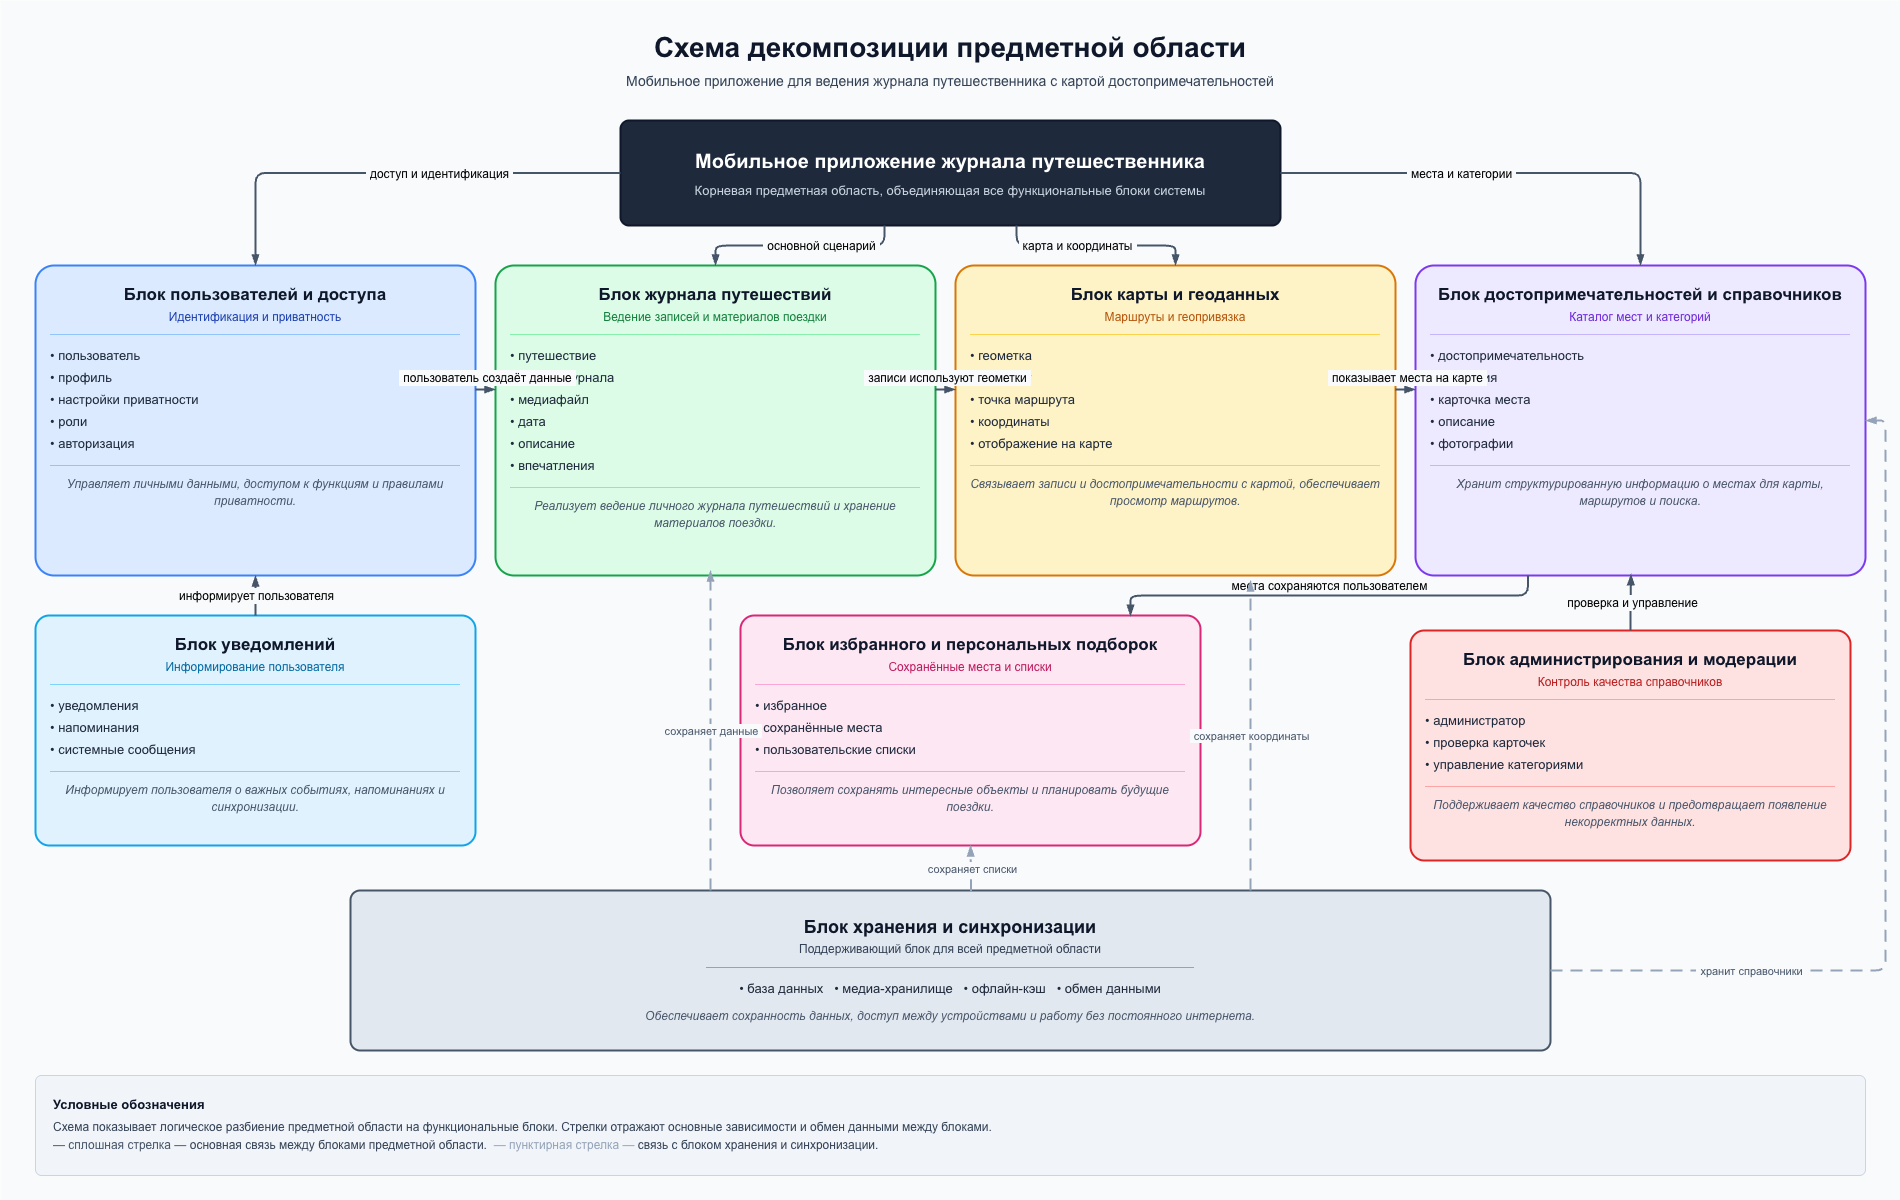 Схема декомпозиции предметной области
Мобильное приложение для ведения журнала путешественника с картой достопримечательностей
Мобильное приложение журнала путешественника
Корневая предметная область, объединяющая все функциональные блоки системы
доступ и идентификация
места и категории
основной сценарий
карта и координаты
Блок пользователей и доступа
Идентификация и приватность
• пользователь
• профиль
• настройки приватности
• роли
• авторизация
Управляет личными данными, доступом к функциям и правилами
приватности.
пользователь создаёт данные
Блок журнала путешествий
Ведение записей и материалов поездки
• путешествие
• медиафайл
• дата
• описание
• впечатления
Реализует ведение личного журнала путешествий и хранение
материалов поездки.
записи используют геометки
Блок карты и геоданных
Маршруты и геопривязка
• геометка
• точка маршрута
• координаты
• отображение на карте
Связывает записи и достопримечательности с картой, обеспечивает
просмотр маршрутов.
показывает места на карте
Блок достопримечательностей и справочников
Каталог мест и категорий
• достопримечательность
• карточка места
• описание
• фотографии
Хранит структурированную информацию о местах для карты,
маршрутов и поиска.
информирует пользователя
места сохраняются пользователем
проверка и управление
Блок уведомлений
Информирование пользователя
• уведомления
• напоминания
• системные сообщения
Информирует пользователя о важных событиях, напоминаниях и
синхронизации.
сохраняет данные
Блок избранного и персональных подборок
Сохранённые места и списки
• избранное
сохранённые места
• пользовательские списки
Позволяет сохранять интересные объекты и планировать будущие
поездки.
сохраняет координаты
Блок администрирования и модерации
Контроль качества справочников
• администратор
• проверка карточек
• управление категориями
Поддерживает качество справочников и предотвращает появление
некорректных данных.
сохраняет списки
Блок хранения и синхронизации
Поддерживающий блок для всей предметной области
• база данных • медиа-хранилище • офлайн-кэш • обмен данными
Обеспечивает сохранность данных, доступ между устройствами и работу без постоянного интернета.
хранит справочники
Условные обозначения
Схема показывает логическое разбиение предметной области на функциональные блоки. Стрелки отражают основные зависимости и обмен данными между блоками.
— сплошная стрелка — основная связь между блоками предметной области. — пунктирная стрелка — связь с блоком хранения и синхронизации.